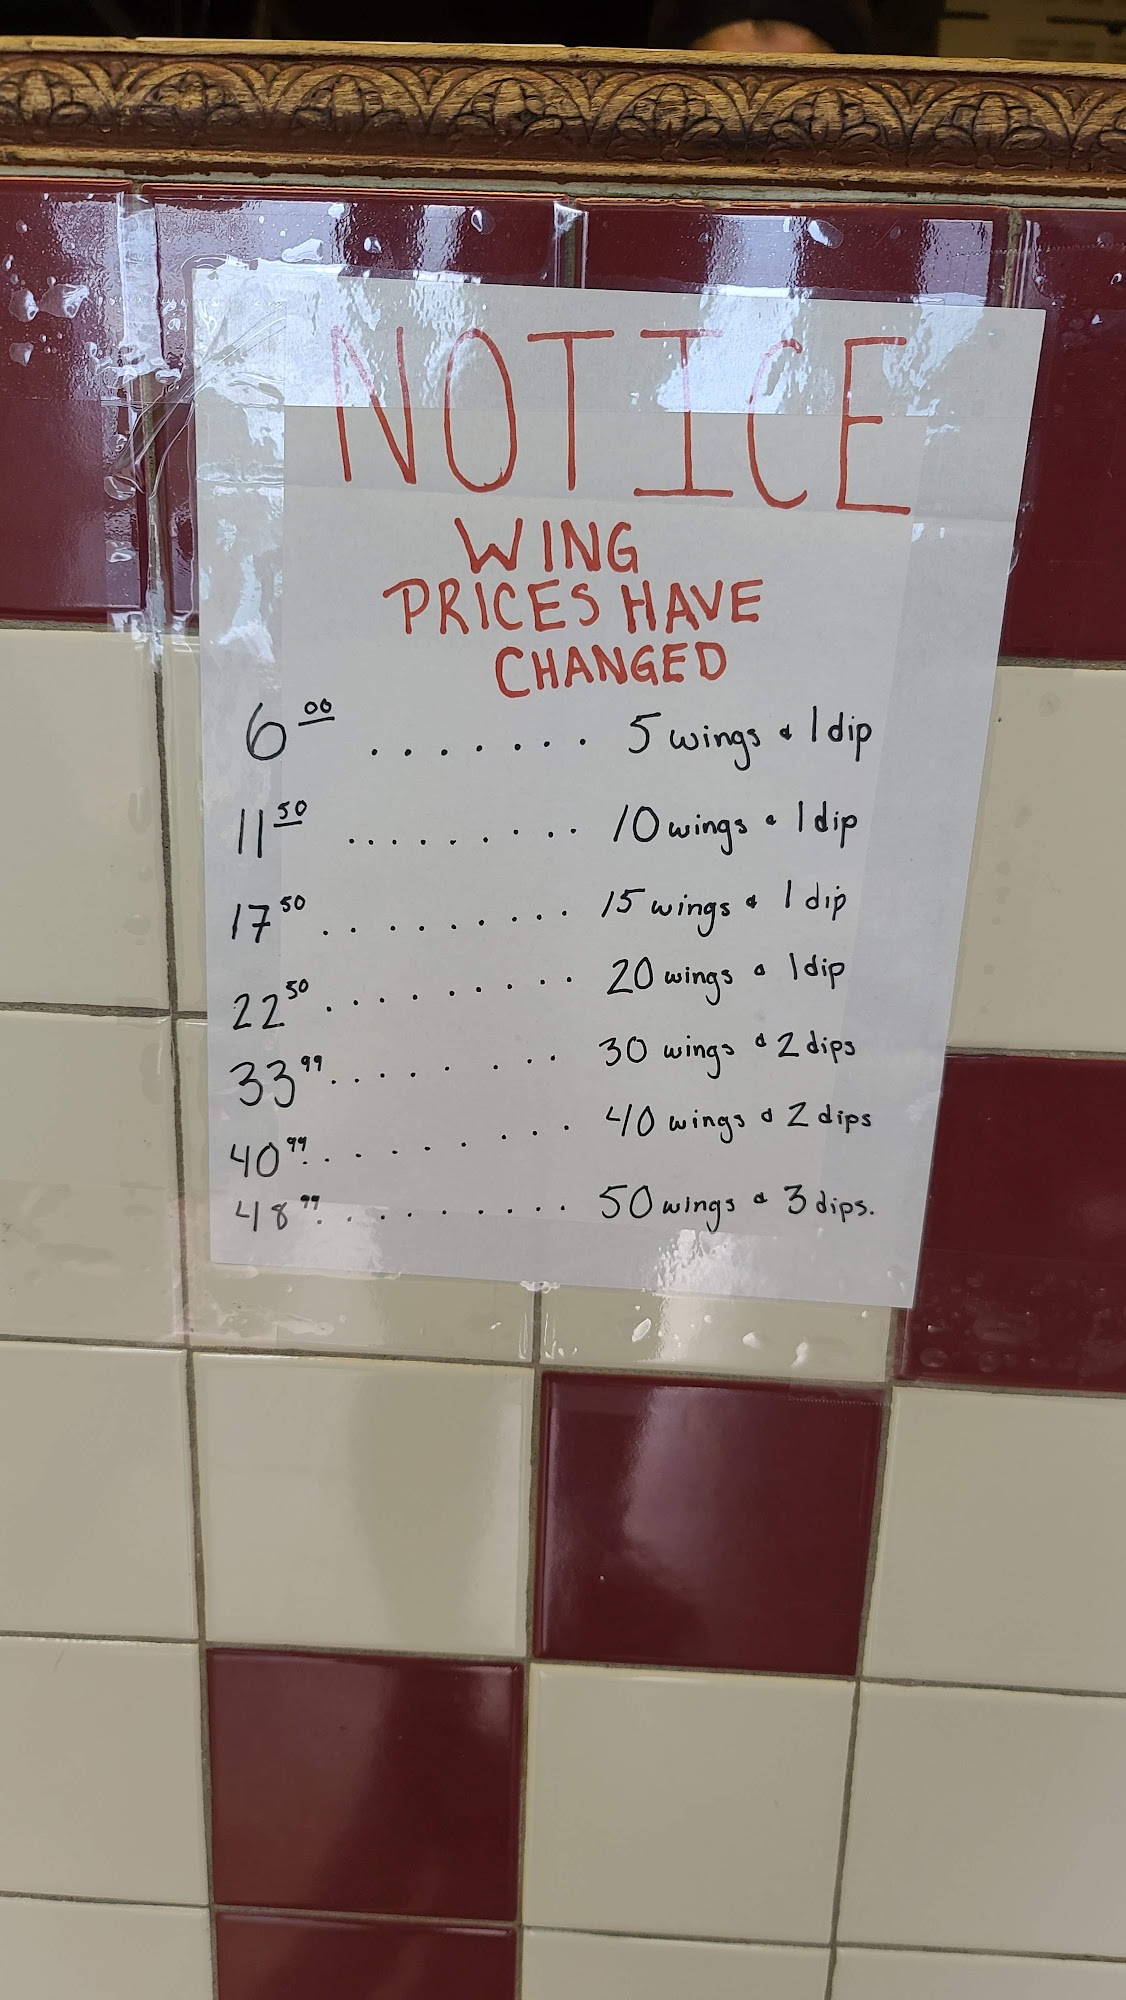 NOTICE
WING
PRICES HAVE
CHANGED
6 00 ........ 5 wings & 1 dip
11 50 ......... 10 wings & 1 dip
17 50 ......... 15 wings & 1 dip
22 50 .......... 20 wings & 1 dip
33 99 ........ 30 wings & 2 dips
40 99 ......... 40 wings & 2 dips
48 99 .......... 50 wings & 3 dips.